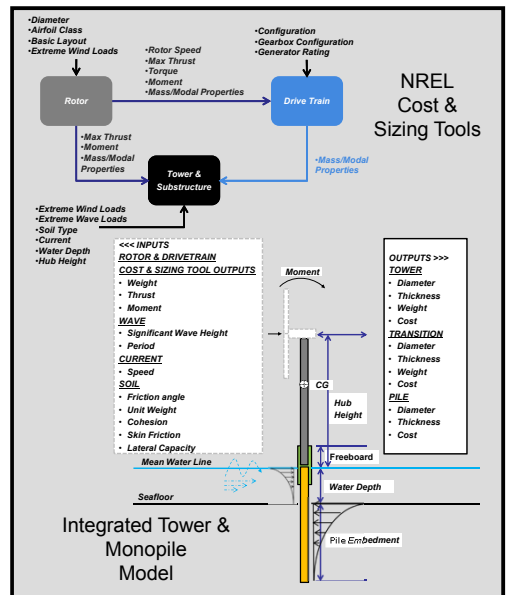 •Diameter
•Airfoil Class
•Basic Layout
•Extreme Wind Loads
•Configuration
•Gearbox Configuration
•Generator Rating
•Rotor Speed
•Max Thrust
•Torque
•Moment
•Mass/Modal Properties
NREL
Cost &
Sizing Tools
Rotor
Drive Train
•Max Thrust
•Moment
•Mass/Modal
Properties
Tower &
Substructure
•Mass/Modal
Properties
•Extreme Wind Loads
•Extreme Wave Loads
•Soil Type
•Current
•Water Depth
•Hub Height
<<< INPUTS
ROTOR & DRIVETRAIN
COST & SIZING TOOL OUTPUTS
• Weight
• Thrust
• Moment
WAVE
• Significant Wave Height
• Period
CURRENT
• Speed
SOIL
• Friction angle
• Unit Weight
• Cohesion
• Skin Friction
• Lateral Capacity
Moment
CG
Hub
Height
Freeboard
OUTPUTS >>>
TOWER
• Diameter
• Thickness
• Weight
• Cost
TRANSITION
• Diameter
• Thickness
• Weight
• Cost
PILE
• Diameter
• Thickness
• Cost
Mean Water Line
Water Depth
Seafloor
Pile Embedment
Integrated Tower &
Monopile
Model